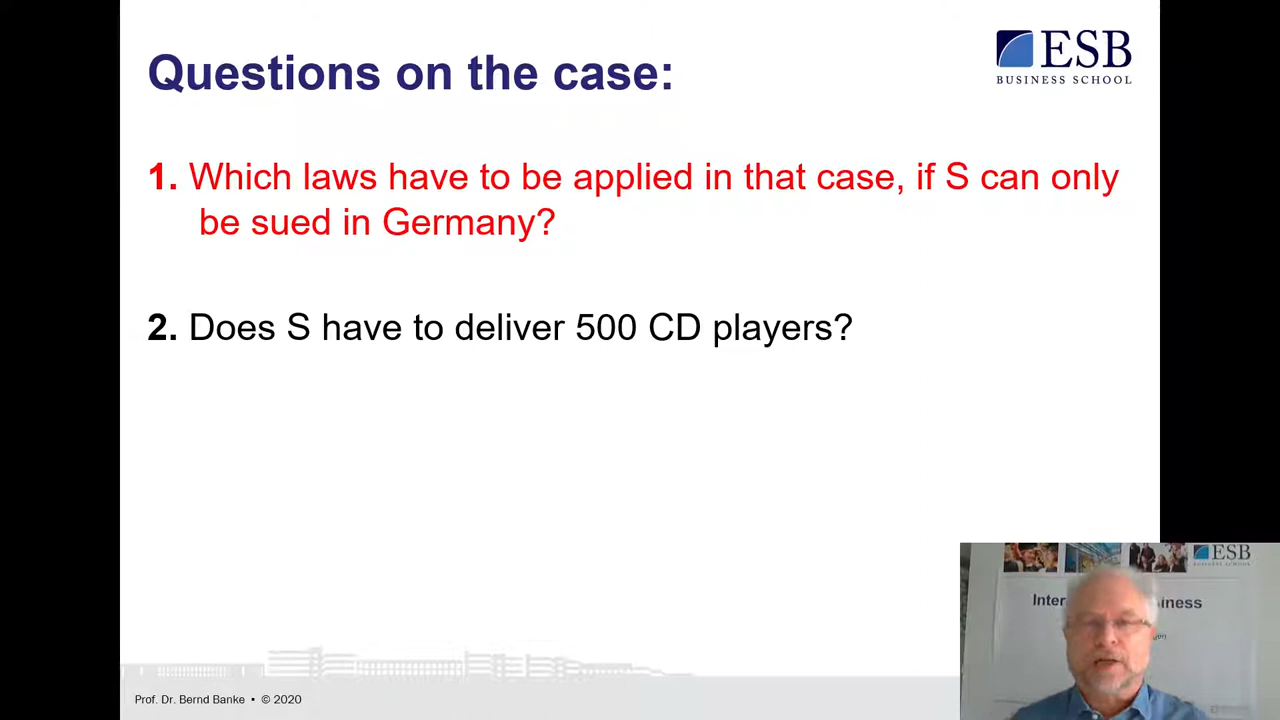 Questions on the case:
ESB
BUSINESS SCHOOL
1. Which laws have to be applied in that case, if S can only
be sued in Germany?
2. Does S have to deliver 500 CD players?
ESB
Inter iness
Prof. Dr. Bernd Banke • © 2020